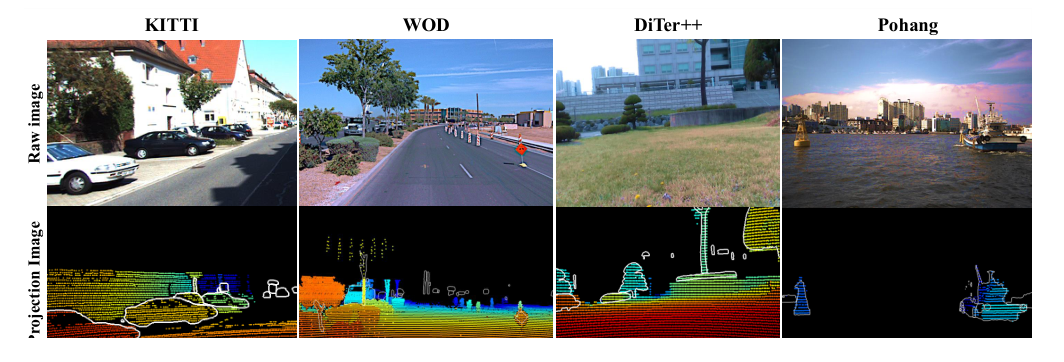 KITTI
WOD
DiTer++
Pohang
Raw image
Projection Image